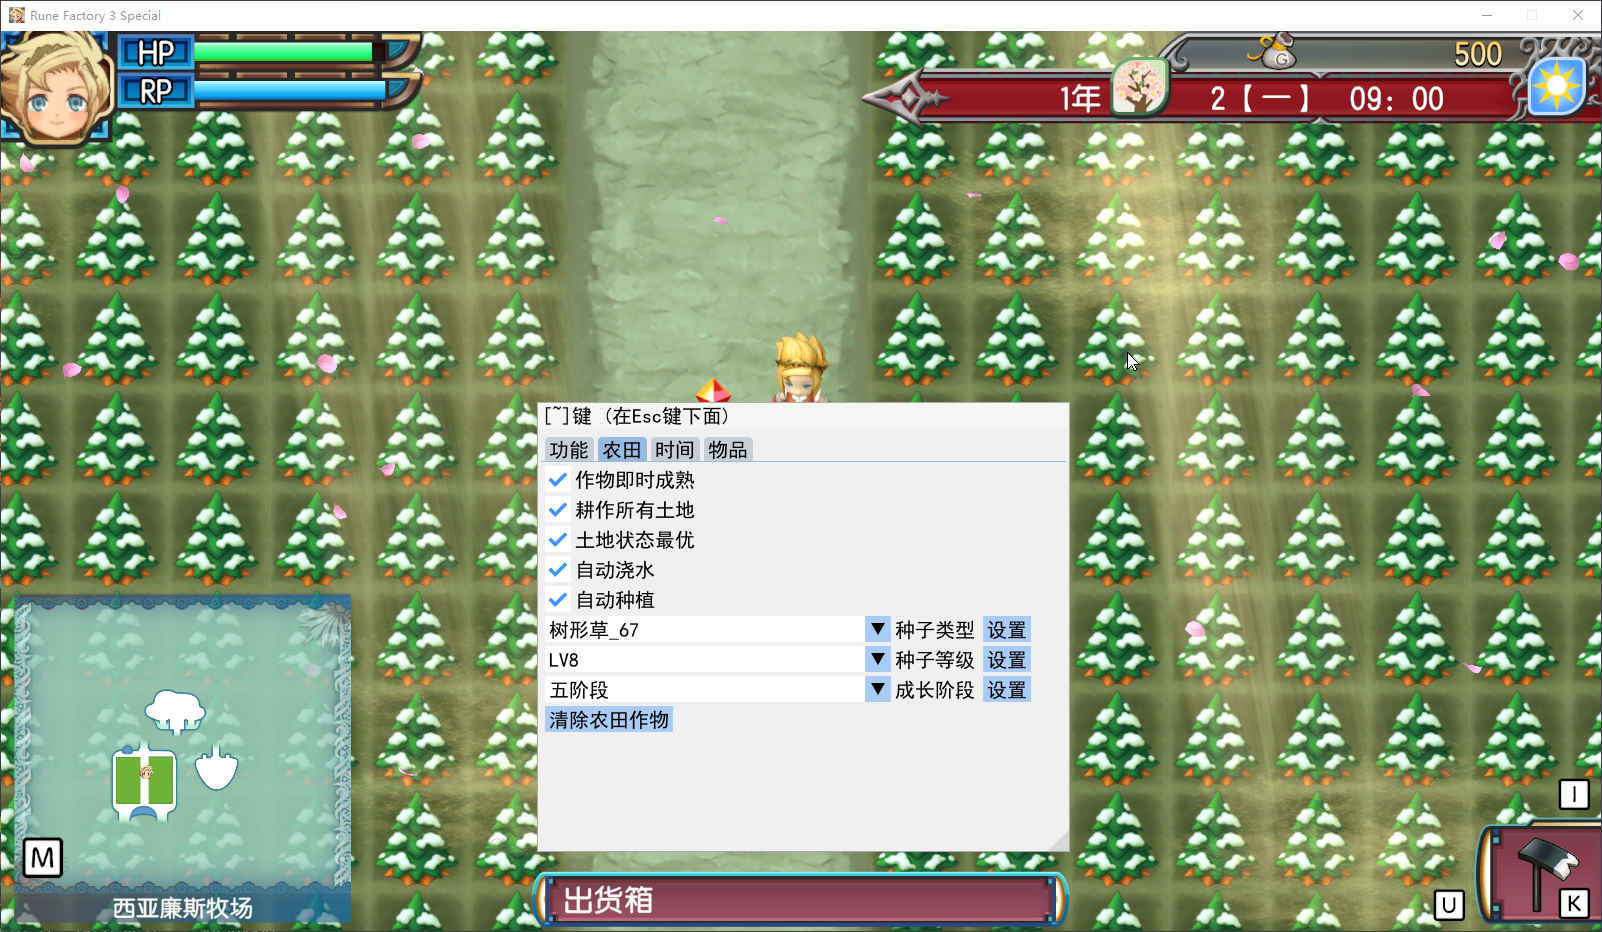 Rune Factory 3 Special
HP
RP
500
G
1年 2【一】 09: 00
[~]键 (在Esc键下面)
功能 农田 时间 物品
作物即时成熟
耕作所有土地
土地状态最优
自动浇水
自动种植
树形草_67 ▼ 种子类型 设置
LV8 ▼ 种子等级 设置
五阶段 ▼ 成长阶段 设置
清除农田作物
I
M
西亚廉斯牧场
出货箱
U
K